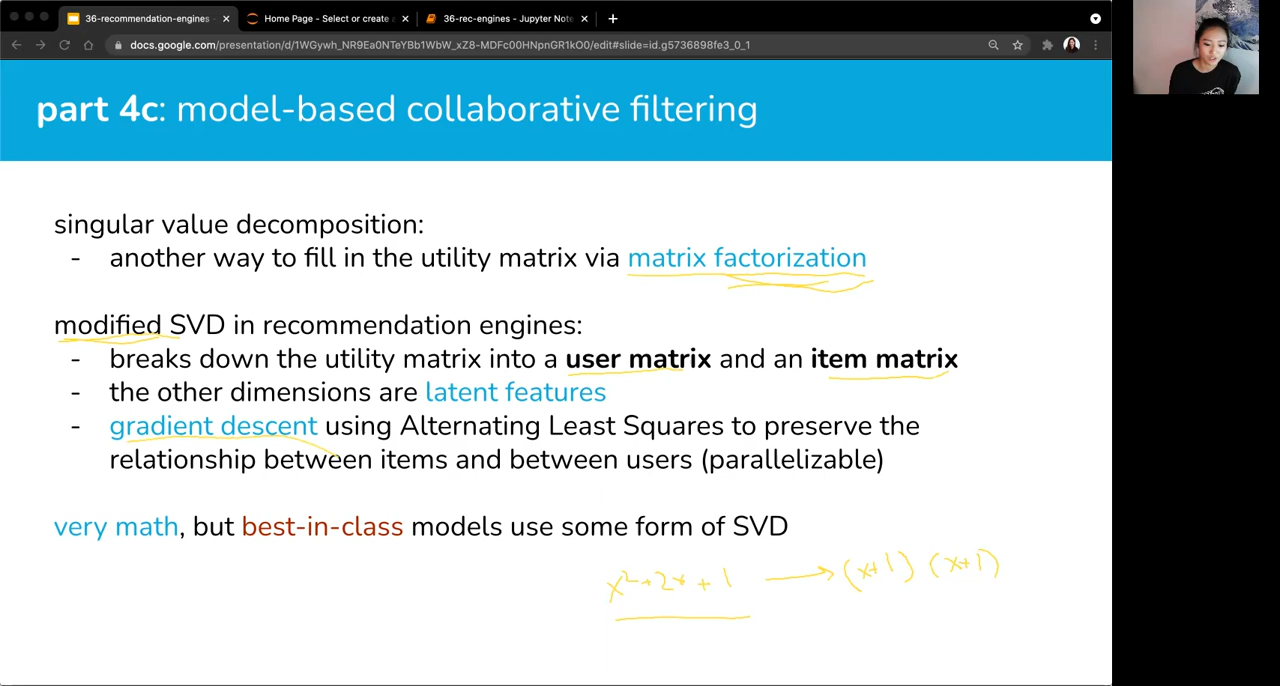 36-recommendation-engines -
Home Page - Select or create a
36-rec-engines - Jupyter Note
docs.google.com/presentation/d/1WGywh_NR9Ea0NTeYBb1WbW_xZ8-MDFc00HNpnGR1kO0/edit#slide=id.g5736898fe3_0_1
part 4c: model-based collaborative filtering
singular value decomposition:
- another way to fill in the utility matrix via matrix factorization
modified SVD in recommendation engines:
- breaks down the utility matrix into a user matrix and an item matrix
- the other dimensions are latent features
- gradient descent using Alternating Least Squares to preserve the
relationship between items and between users (parallelizable)
very math, but best-in-class models use some form of SVD
x²+2x+1 → (x+1) (x+1)